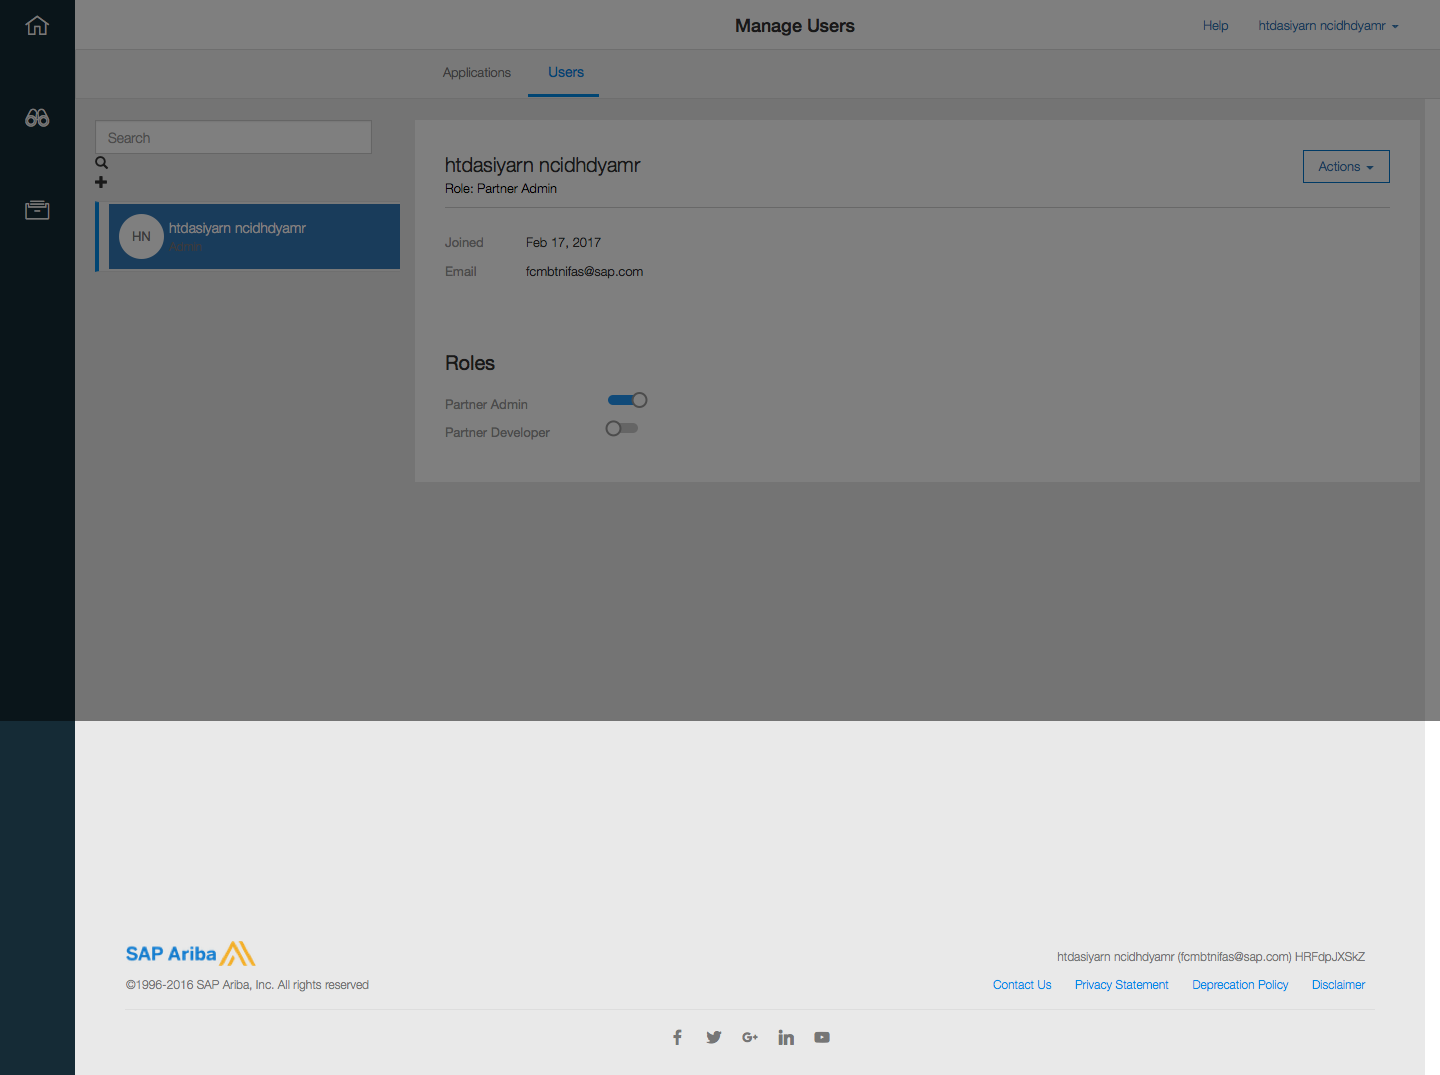 Manage Users
Help
htdasiyarn ncidhdyamr
Applications
Users
Search
HN
htdasiyarn ncidhdyamr
Admin
htdasiyarn ncidhdyamr
Role: Partner Admin
Actions
Joined
Feb 17, 2017
Email
fcmbtnifas@sap.com
Roles
Partner Admin
Partner Developer
SAP Ariba
©1996-2016 SAP Ariba, Inc. All rights reserved
htdasiyarn ncidhdyamr (fcmbtnifas@sap.com) HRFdpJXSkZ
Contact Us
Privacy Statement
Deprecation Policy
Disclaimer
G+
in